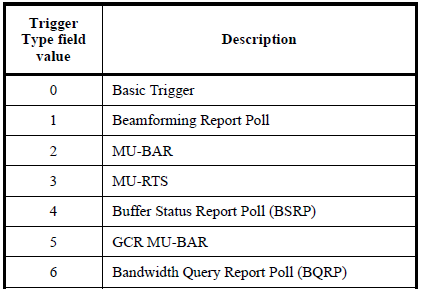 Trigger
Type field
value
Description
0 Basic Trigger
1 Beamforming Report Poll
2 MU-BAR
3 MU-RTS
4 Buffer Status Report Poll (BSRP)
5 GCR MU-BAR
6 Bandwidth Query Report Poll (BQRP)